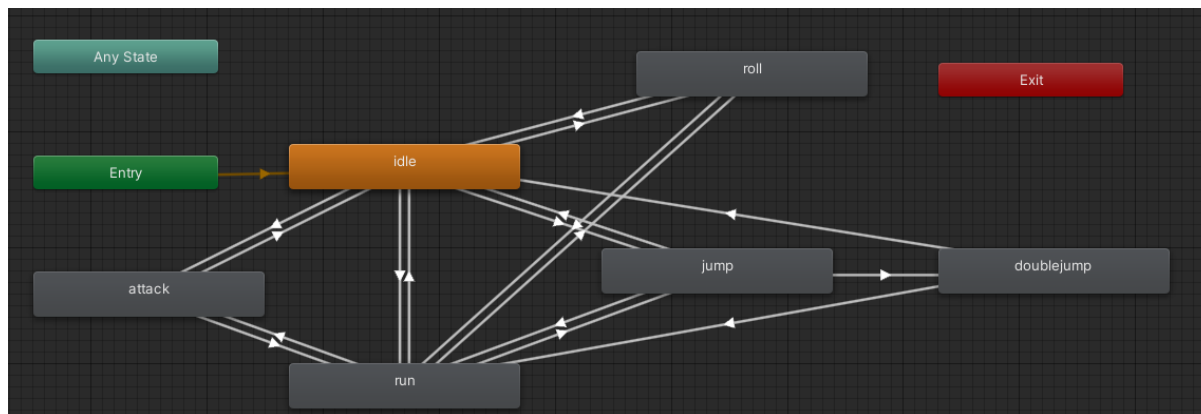 Any State
roll
Exit
Entry
idle
jump
doublejump
attack
run